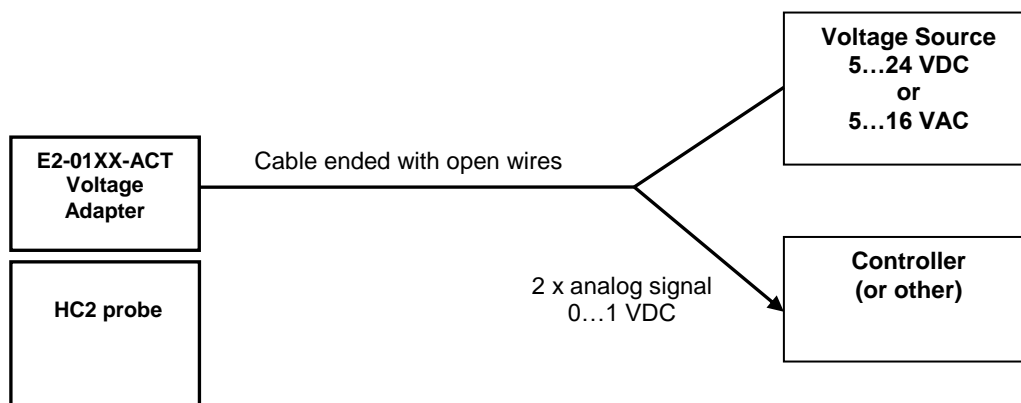 Voltage Source
5…24 VDC
or
5…16 VAC
E2-01XX-ACT
Voltage
Adapter
Cable ended with open wires
HC2 probe
2 x analog signal
0…1 VDC
Controller
(or other)